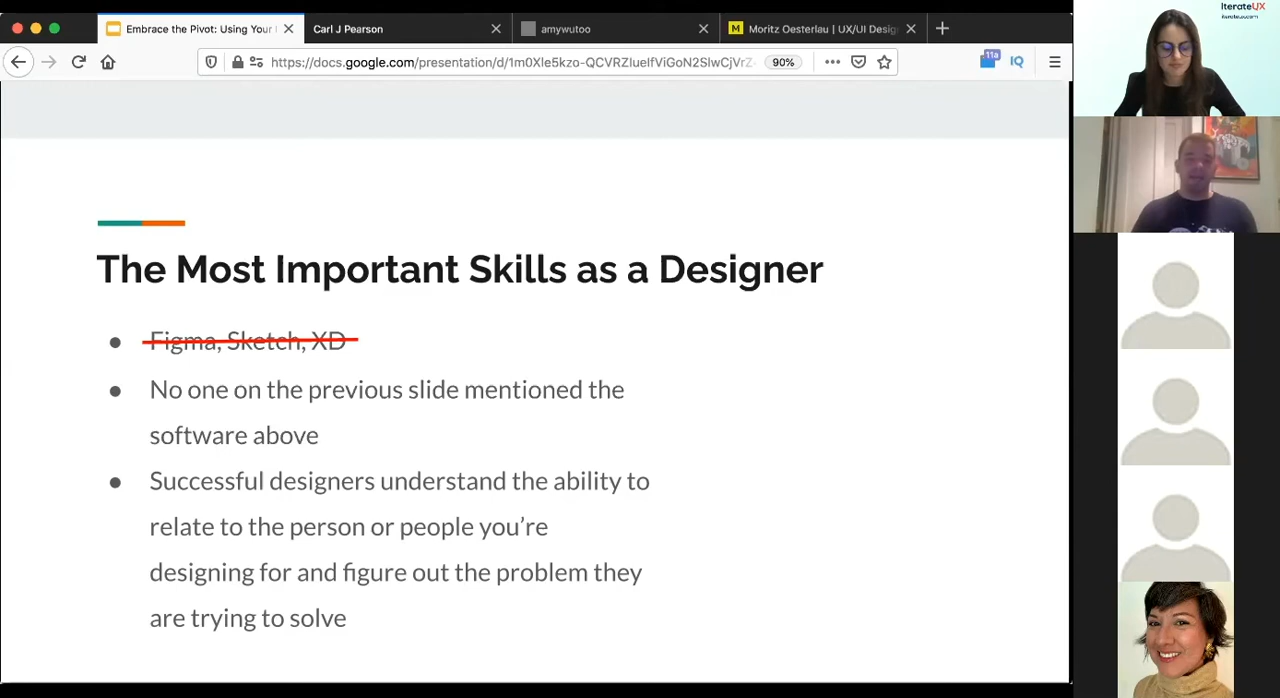 Embrace the Pivot: Using Your
Carl J Pearson
amywutoo
M Moritz Oesterlau | UX/UI Desig
https://docs.google.com/presentation/d/1m0Xle5kzo-QCVRZIuelfViGoN2SlwCjVrZ
90%
11a
IQ
IterateUX
The Most Important Skills as a Designer
Figma, Sketch, XD
No one on the previous slide mentioned the
software above
Successful designers understand the ability to
relate to the person or people you’re
designing for and figure out the problem they
are trying to solve